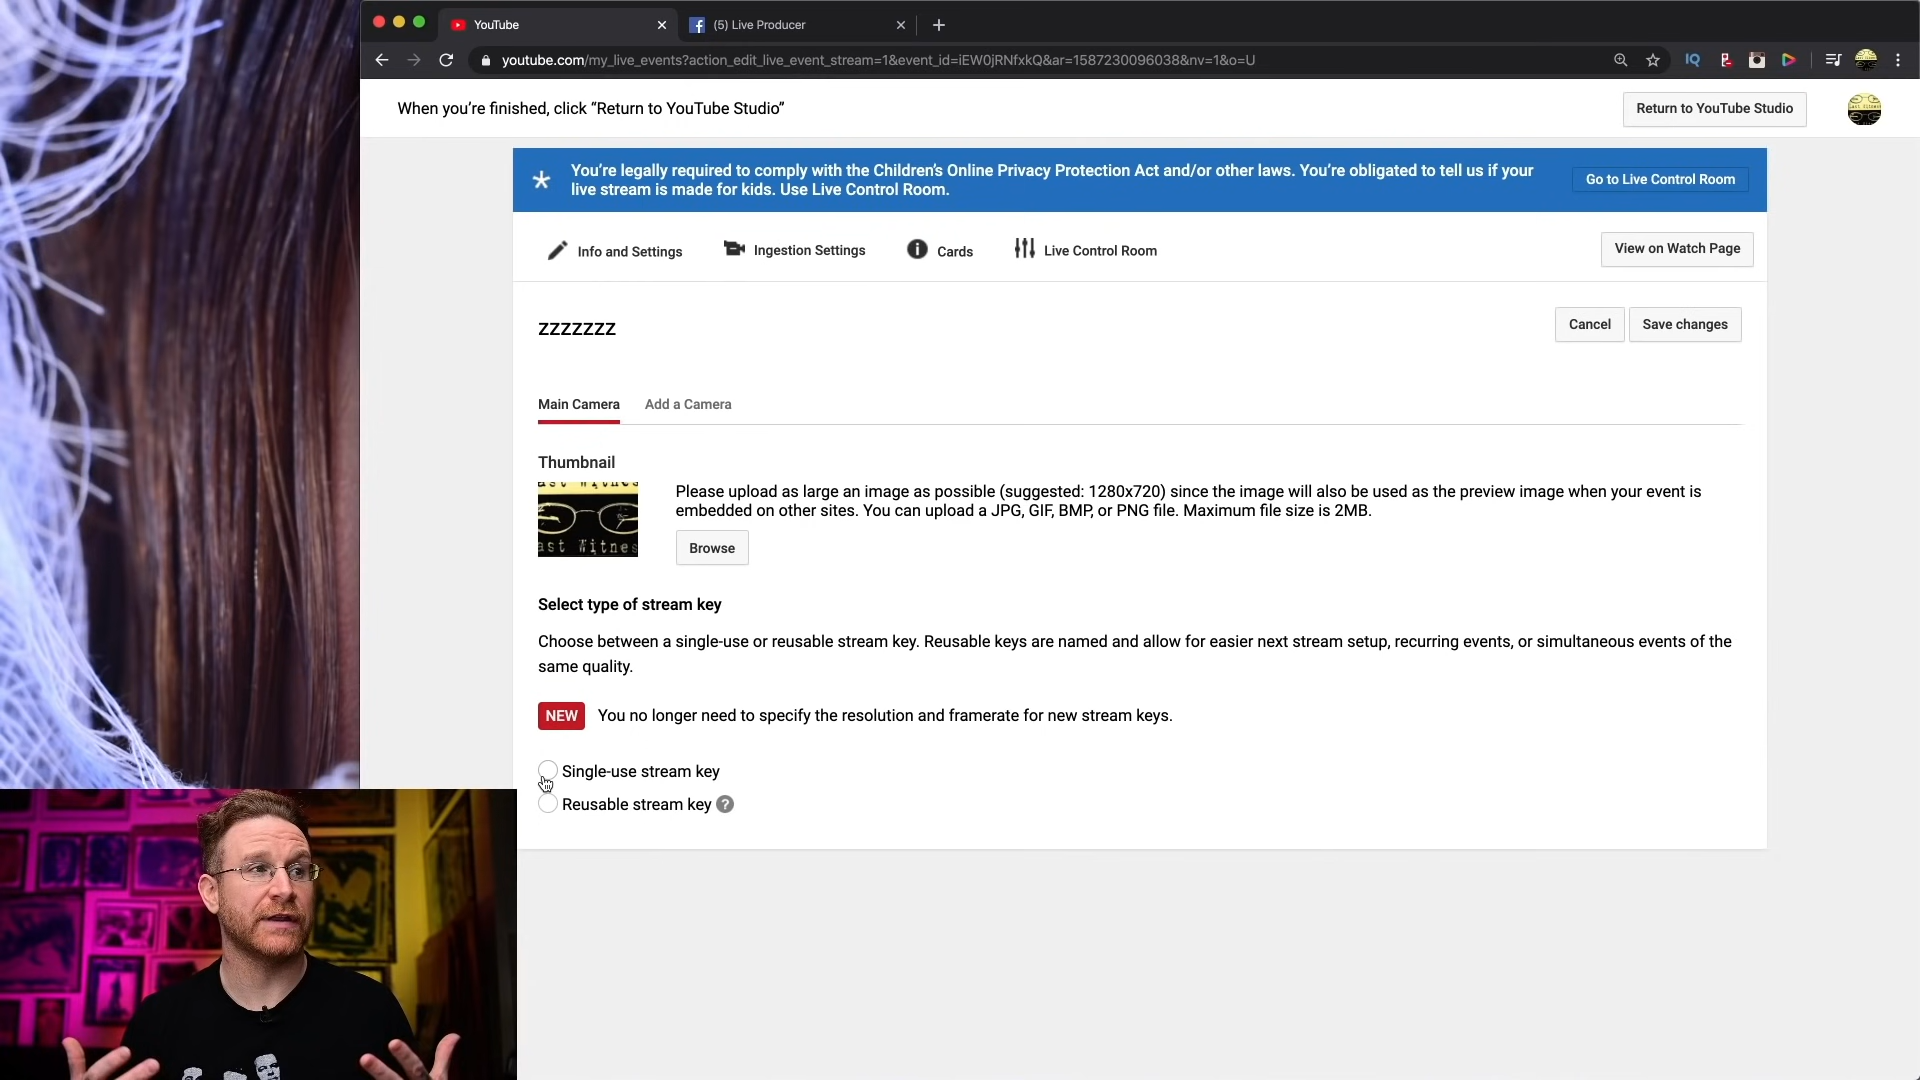 YouTube
(5) Live Producer
youtube.com/my_live_events?action_edit_live_event_stream=1&event_id=iEW0jRNfxkQ&ar=1587230096038&nv=1&o=U
IQ
When you're finished, click “Return to YouTube Studio”
Return to YouTube Studio
You're legally required to comply with the Children's Online Privacy Protection Act and/or other laws. You're obligated to tell us if your
live stream is made for kids. Use Live Control Room.
Go to Live Control Room
Info and Settings
Ingestion Settings
Cards
Live Control Room
View on Watch Page
zzzzzzz
Cancel
Save changes
Main Camera
Add a Camera
Thumbnail
ast Witnes
Please upload as large an image as possible (suggested: 1280x720) since the image will also be used as the preview image when your event is
embedded on other sites. You can upload a JPG, GIF, BMP, or PNG file. Maximum file size is 2MB.
Browse
Select type of stream key
Choose between a single-use or reusable stream key. Reusable keys are named and allow for easier next stream setup, recurring events, or simultaneous events of the
same quality.
NEW You no longer need to specify the resolution and framerate for new stream keys.
Single-use stream key
Reusable stream key ?